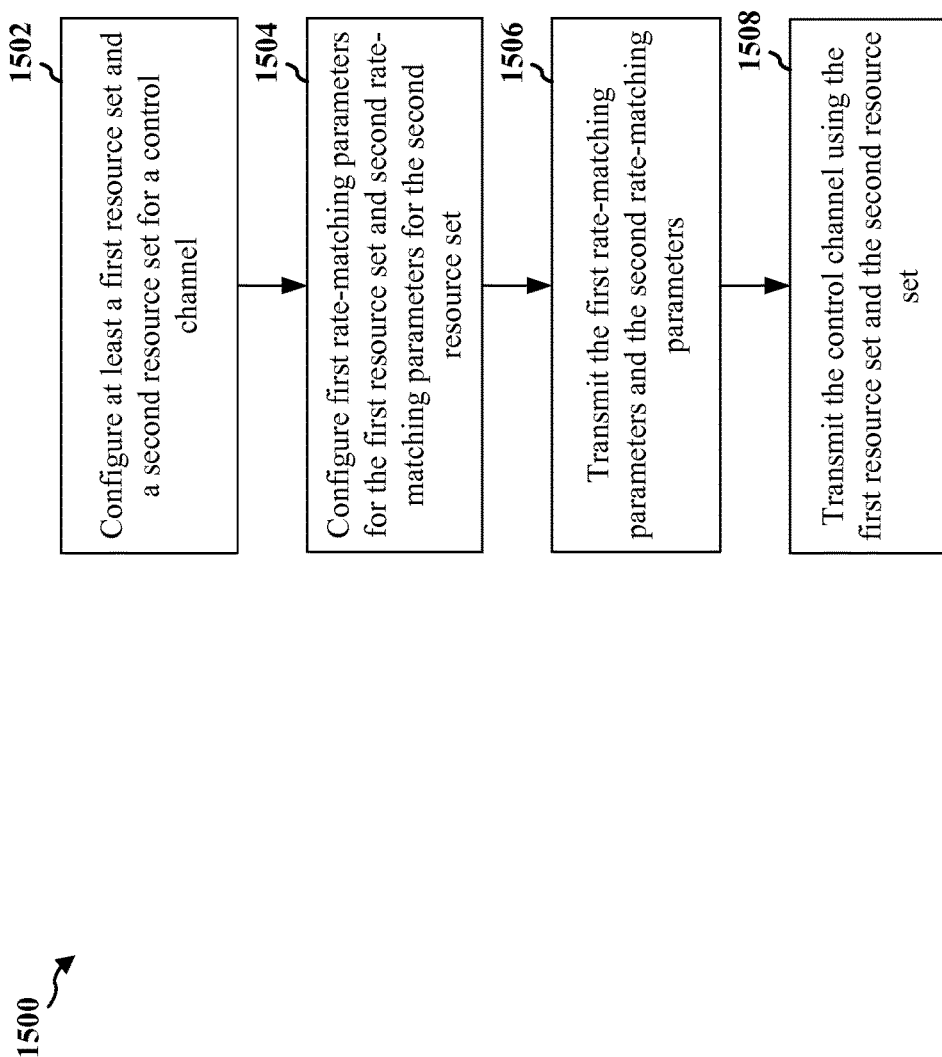 1500
1502
Configure at least a first resource set and
a second resource set for a control
channel
1504
Configure first rate-matching parameters
for the first resource set and second rate-
matching parameters for the second
resource set
1506
Transmit the first rate-matching
parameters and the second rate-matching
parameters
1508
Transmit the control channel using the
first resource set and the second resource
set